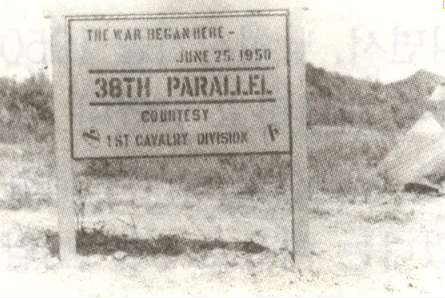 THE WAR BEGAN HERE -
JUNE 25, 1950
38TH PARALLEL
COURTESY
1ST CAVALRY DIVISION